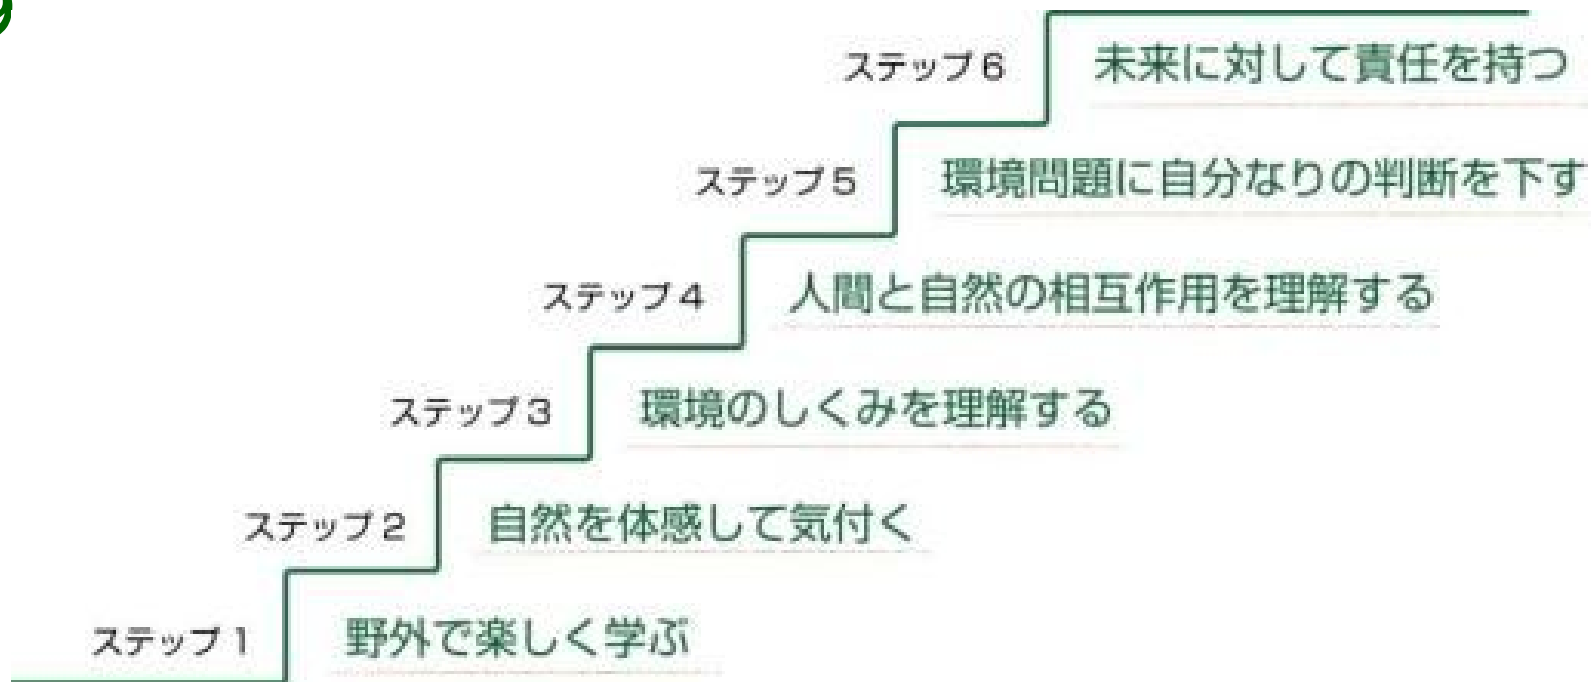 ステップ6 未来に対して責任を持つ
ステップ5 環境問題に自分なりの判断を下す
ステップ4 人間と自然の相互作用を理解する
ステップ3 環境のしくみを理解する
ステップ2 自然を体感して気付く
ステップ1 野外で楽しく学ぶ